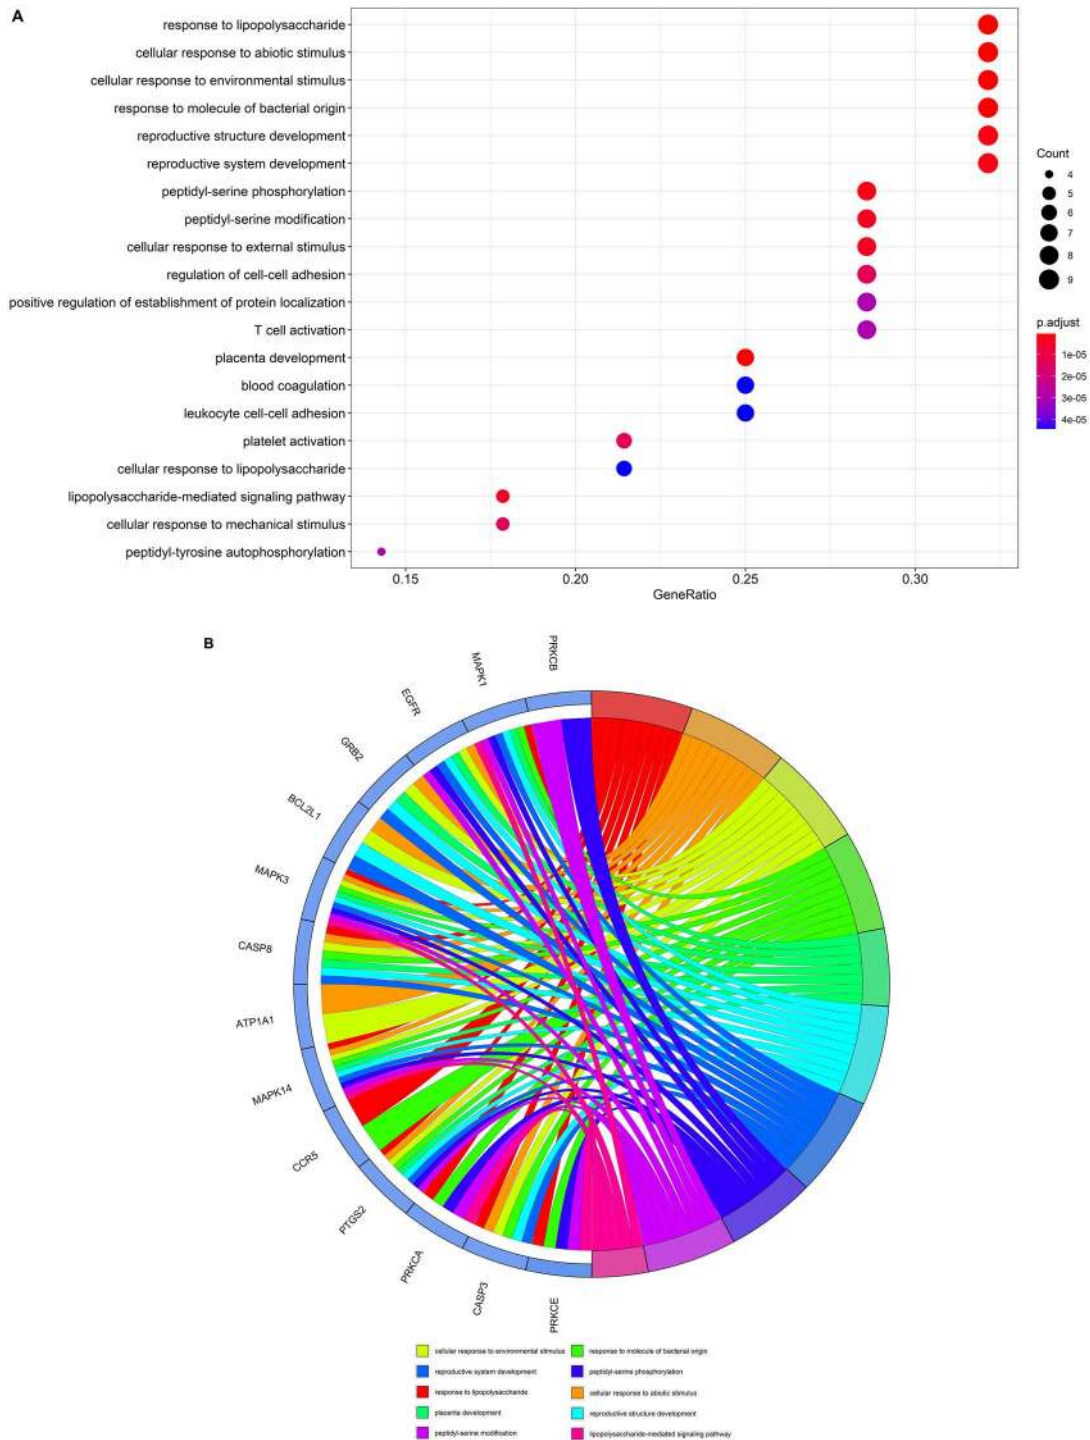 A
response to lipopolysaccharide
cellular response to abiotic stimulus
cellular response to environmental stimulus
response to molecule of bacterial origin
reproductive structure development
reproductive system development
peptidyl-serine phosphorylation
peptidyl-serine modification
cellular response to external stimulus
regulation of cell-cell adhesion
positive regulation of establishment of protein localization
T cell activation
placenta development
blood coagulation
leukocyte cell-cell adhesion
platelet activation
cellular response to lipopolysaccharide
lipopolysaccharide-mediated signaling pathway
cellular response to mechanical stimulus
peptidyl-tyrosine autophosphorylation
0.15 0.20 0.25 0.30
GeneRatio
Count
4
5
6
7
8
9
p.adjust
1e-05
2e-05
3e-05
4e-05
B
PRKCB
MAPK1
EGFR
GRB2
BCL2L1
MAPK3
CASP8
ATP1A1
MAPK14
CCR5
PTGS2
PRKCA
CASP3
PRKCE
cellular response to environmental stimulus response to molecule of bacterial origin
reproductive system development peptidyl-serine phosphorylation
response to lipopolysaccharide cellular response to abiotic stimulus
placenta development reproductive structure development
peptidyl-serine modification lipopolysaccharide-mediated signaling pathway